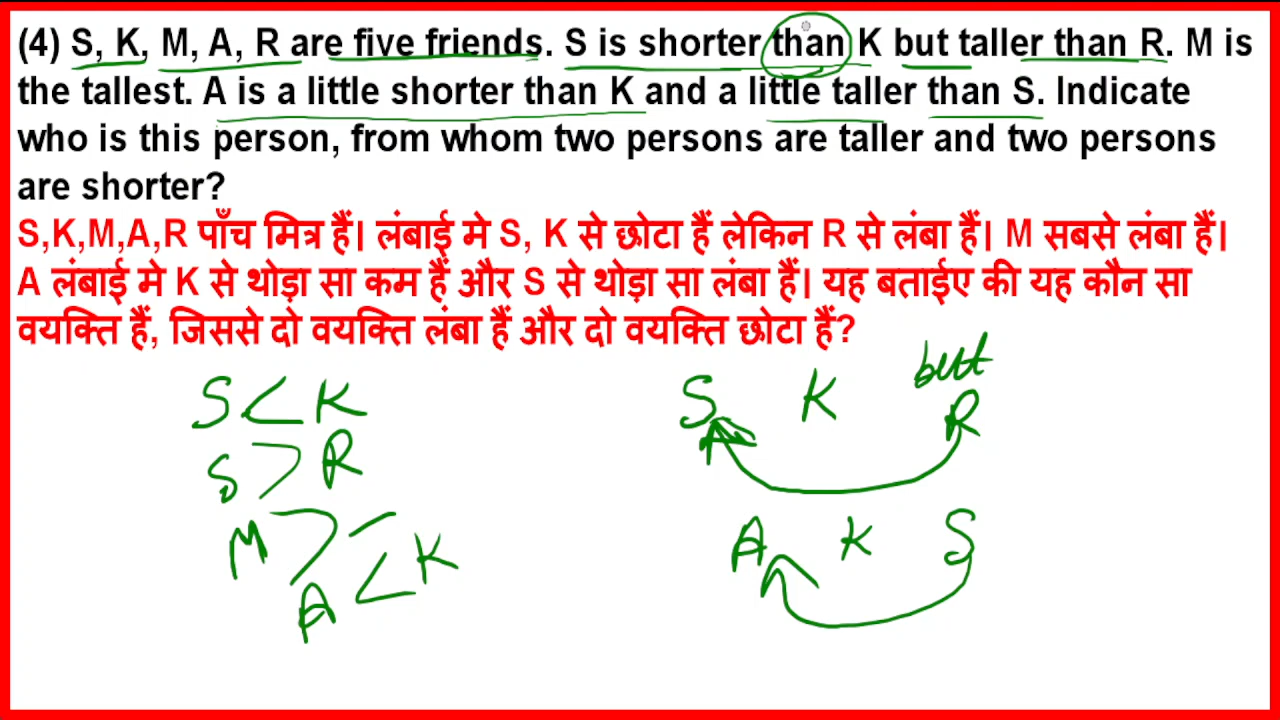 (4) S, K, M, A, R are five friends. S is shorter than K but taller than R. M is
the tallest. A is a little shorter than K and a little taller than S. Indicate
who is this person, from whom two persons are taller and two persons
are shorter?
S,K,M,A,R पाँच मित्र हैं। लंबाई मे S, K से छोटा हैं लेकिन R से लंबा हैं। M सबसे लंबा हैं।
A लंबाई मे K से थोड़ा सा कम हैं और S से थोड़ा सा लंबा हैं। यह बताईए की यह कौन सा
वयक्ति हैं, जिससे दो वयक्ति लंबा हैं और दो वयक्ति छोटा हैं?
but
S < K
S K R
S > R
M >
A K S
< K
A